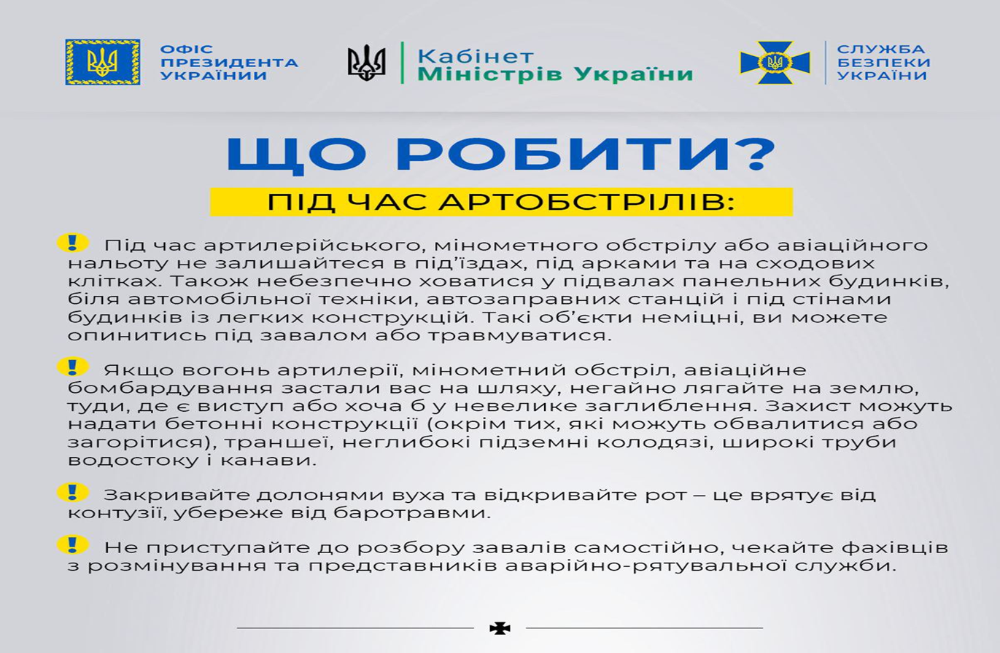 ОФІС
ПРЕЗИДЕНТА
УКРАЇНИИ
Кабінет
Міністрів України
СЛУЖБА
БЕЗПЕКИ
УКРАЇНИ
ЩО РОБИТИ?
ПІД ЧАС АРТОБСТРІЛІВ:
! Під час артилерійського, мінометного обстрілу або авіаційного
нальоту не залишайтеся в під’їздах, під арками та на сходових
клітках. Також небезпечно ховатися у підвалах панельних будинків,
біля автомобільної техніки, автозаправних станцій і під стінами
будинків із легких конструкцій. Такі об’єкти неміцні, ви можете
опинитись під завалом або травмуватися.
! Якщо вогонь артилерії, мінометний обстріл, авіаційне
бомбардування застали вас на шляху, негайно лягайте на землю,
туди, де є виступ або хоча б у невелике заглиблення. Захист можуть
надати бетонні конструкції (окрім тих, які можуть обвалитися або
загорітися), траншеї, неглибокі підземні колодязі, широкі труби
водостоку і канави.
! Закривайте долонями вуха та відкривайте рот – це врятує від
контузії, убереже від баротравми.
! Не приступайте до розбору завалів самостійно, чекайте фахівців
з розмінування та представників аварійно-рятувальної служби.